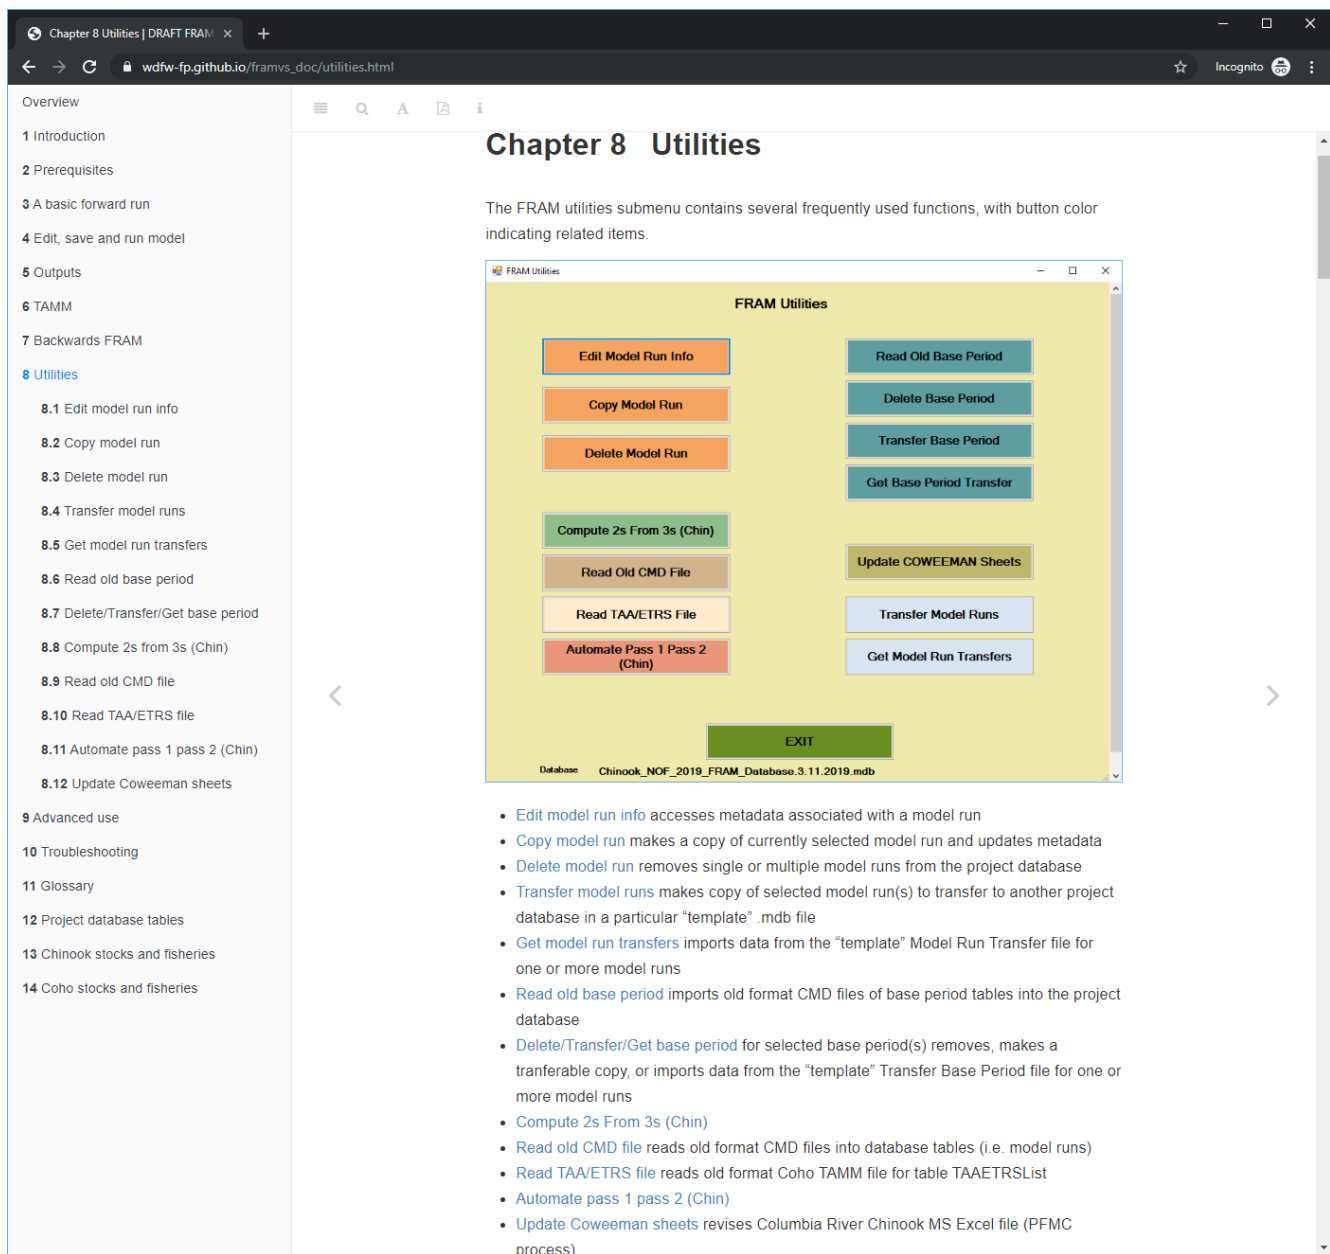 Chapter 8 Utilities | DRAFT FRAM
wdfw-fp.github.io/framvs_doc/utilities.html
Incognito
Overview
1 Introduction
2 Prerequisites
3 A basic forward run
4 Edit, save and run model
5 Outputs
6 TAMM
7 Backwards FRAM
8 Utilities
8.1 Edit model run info
8.2 Copy model run
8.3 Delete model run
8.4 Transfer model runs
8.5 Get model run transfers
8.6 Read old base period
8.7 Delete/Transfer/Get base period
8.8 Compute 2s from 3s (Chin)
8.9 Read old CMD file
8.10 Read TAA/ETRS file
8.11 Automate pass 1 pass 2 (Chin)
8.12 Update Coweeman sheets
9 Advanced use
10 Troubleshooting
11 Glossary
12 Project database tables
13 Chinook stocks and fisheries
14 Coho stocks and fisheries
Chapter 8 Utilities
The FRAM utilities submenu contains several frequently used functions, with button color
indicating related items.
FRAM Utilities
FRAM Utilities
Edit Model Run Info
Copy Model Run
Delete Model Run
Compute 2s From 3s (Chin)
Read Old CMD File
Read TAA/ETRS File
Automate Pass 1 Pass 2
(Chin)
Read Old Base Period
Delete Base Period
Transfer Base Period
Get Base Period Transfer
Update COWEEMAN Sheets
Transfer Model Runs
Get Model Run Transfers
EXIT
Database Chinook_NOF_2019_FRAM_Database.3.11.2019.mdb
• Edit model run info accesses metadata associated with a model run
• Copy model run makes a copy of currently selected model run and updates metadata
• Delete model run removes single or multiple model runs from the project database
• Transfer model runs makes copy of selected model run(s) to transfer to another project
database in a particular “template” .mdb file
• Get model run transfers imports data from the “template” Model Run Transfer file for
one or more model runs
• Read old base period imports old format CMD files of base period tables into the project
database
• Delete/Transfer/Get base period for selected base period(s) removes, makes a
tranferable copy, or imports data from the “template” Transfer Base Period file for one or
more model runs
• Compute 2s From 3s (Chin)
• Read old CMD file reads old format CMD files into database tables (i.e. model runs)
• Read TAA/ETRS file reads old format Coho TAMM file for table TAAETRSList
• Automate pass 1 pass 2 (Chin)
• Update Coweeman sheets revises Columbia River Chinook MS Excel file (PFMC
process)